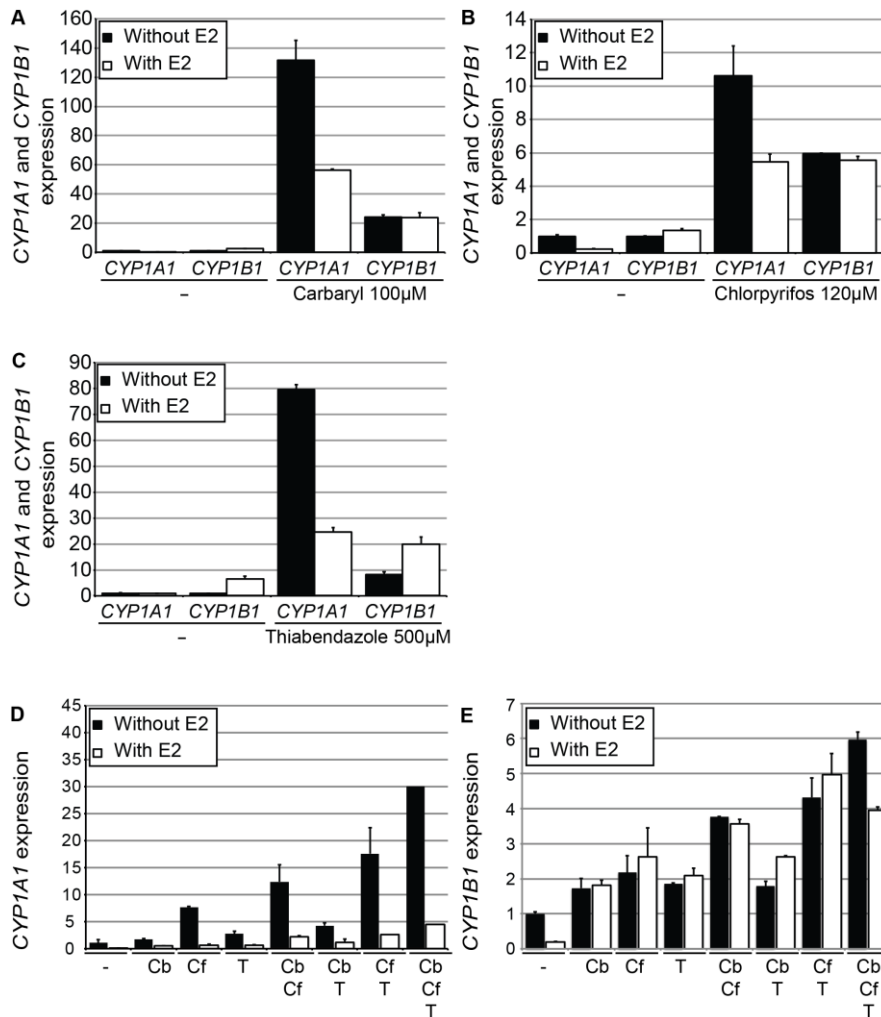 A
CYP1A1 and CYP1B1
expression
160
140
120
100
80
60
40
20
0
Without E2
With E2
CYP1A1 CYP1B1 CYP1A1 CYP1B1
– Carbaryl 100µM
B
CYP1A1 and CYP1B1
expression
14
12
10
8
6
4
2
0
Without E2
With E2
CYP1A1 CYP1B1 CYP1A1 CYP1B1
– Chlorpyrifos 120µM
C
CYP1A1 and CYP1B1
expression
90
80
70
60
50
40
30
20
10
0
Without E2
With E2
CYP1A1 CYP1B1 CYP1A1 CYP1B1
– Thiabendazole 500µM
D
CYP1A1 expression
45
40
35
30
25
20
15
10
5
0
Without E2
With E2
- Cb Cf T Cb Cb Cf Cb
Cf T T Cf
T
E
CYP1B1 expression
7
6
5
4
3
2
1
0
Without E2
With E2
- Cb Cf T Cb Cb Cf Cb
Cf T T Cf
T